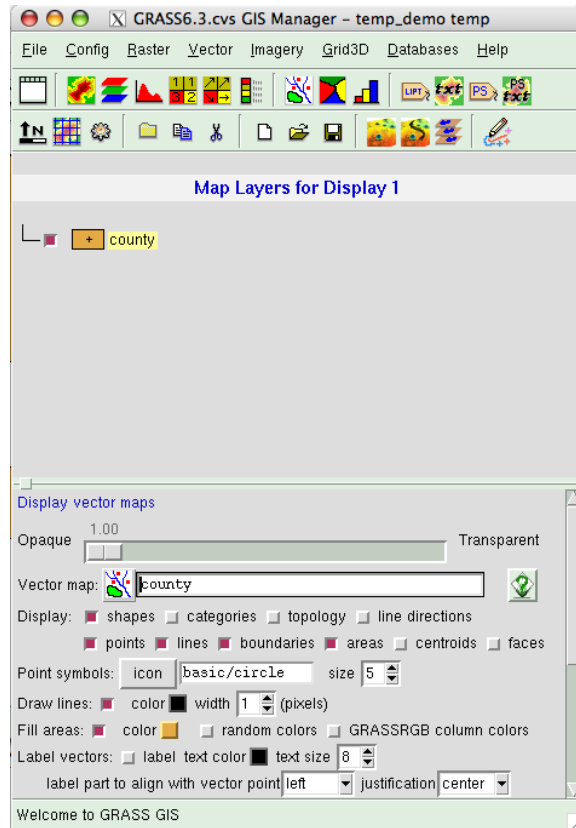 X GRASS6.3.cvs GIS Manager – temp_demo temp
File Config Raster Vector Imagery Grid3D Databases Help
Map Layers for Display 1
+ county
Display vector maps
1.00
Opaque Transparent
Vector map: county
Display: shapes categories topology line directions
points lines boundaries areas centroids faces
Point symbols: icon basic/circle size 5
Draw lines: color width 1 (pixels)
Fill areas: color random colors GRASSRGB column colors
Label vectors: label text color text size 8
label part to align with vector point left justification center
Welcome to GRASS GIS